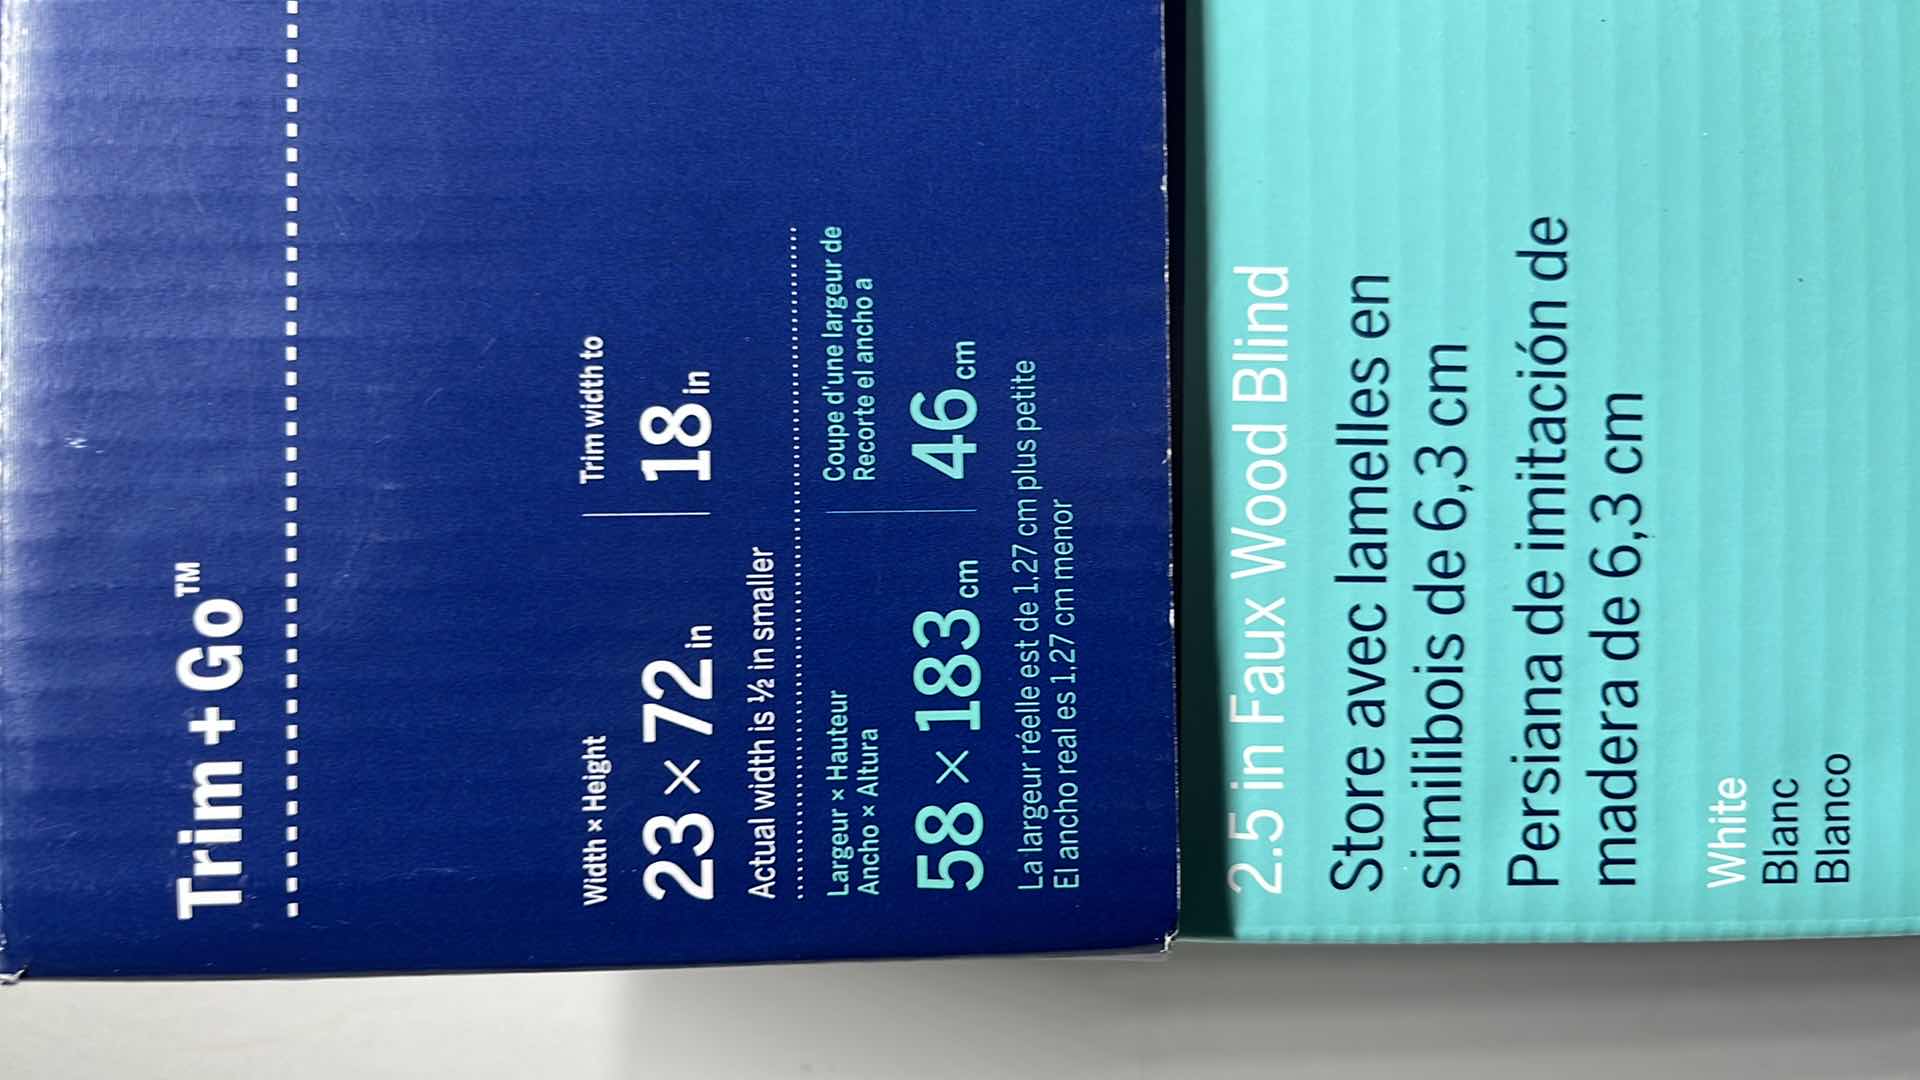 Trim + Go™
Width × Height
23 × 72 in
Trim width to
18 in
Actual width is ½ in smaller
Largeur × Hauteur
Ancho × Altura
58 × 183 cm
Coupe d'une largeur de
Recorte el ancho a
46 cm
La largeur réelle est de 1,27 cm plus petite
El ancho real es 1,27 cm menor
2.5 in Faux Wood Blind
Store avec lamelles en
similibois de 6,3 cm
Persiana de imitación de
madera de 6,3 cm
White
Blanc
Blanco